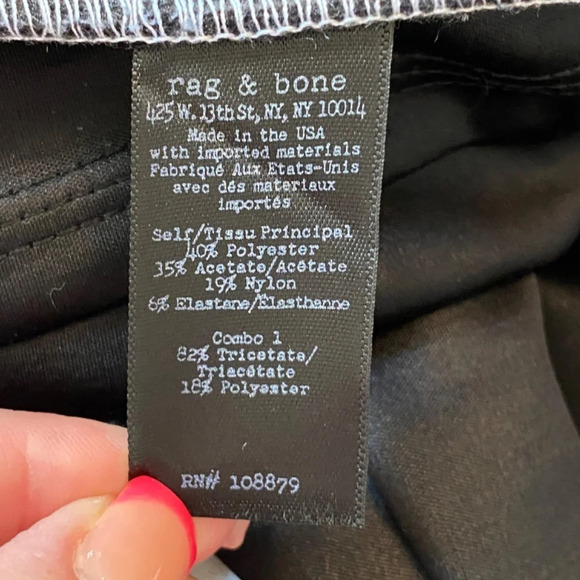 rag & bone
425 W. 13th St, NY, NY 10014
Made in the USA
with imported materials
Fabriqué Aux Etats-Unis
avec dés materiaux
importés
Self/Tissu Principal
40% Polyester
35% Acetate/Acétate
19% Nylon
6% Elastane/Élasthanne
Combo 1
82% Tricetate/
Triacétate
18% Polyester
RN# 108879